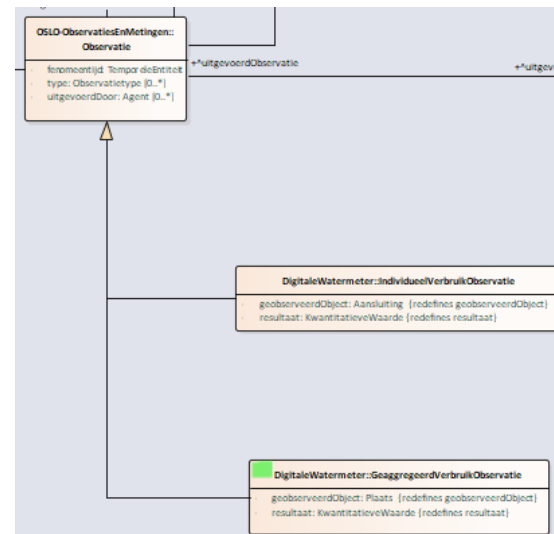 OSLO-ObservatiesEnMetingen::
Observatie
fenomeentijd: TemporeleEntiteit
type: Observatietype [0..*]
uitgevoerdDoor: Agent [0..*]
+^uitgevoerdObservatie
+^uitgev
DigitaleWatermeter::IndividueelVerbruikObservatie
geobserveerdObject: Aansluiting {redefines geobserveerdObject}
resultaat: KwantitatieveWaarde {redefines resultaat}
DigitaleWatermeter::GeaggregeerdVerbruikObservatie
geobserveerdObject: Plaats {redefines geobserveerdObject}
resultaat: KwantitatieveWaarde {redefines resultaat}